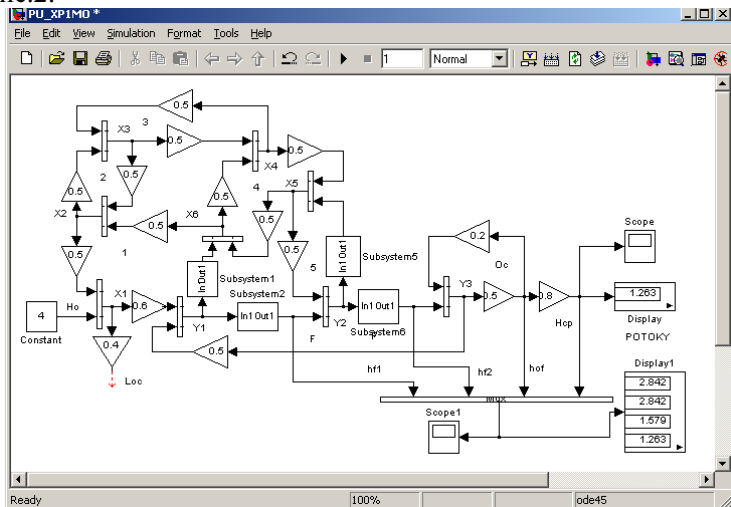 PU_XP1MO *
File Edit View Simulation Format Tools Help
1 Normal
0.5
X3 3
0.5 X4 0.5
2 0.5 Scope
0.5 X6 0.5 4 X5
X2 0.5 0.2
0.5 1 0.5 0.5 In1 Out1 Subsystem5 Oc
In1 Out1 Subsystem1 5
X1 Subsystem2 Y3
4 Ho 0.6 In1 Out1 In1 Out1 0.5 0.8 1.263
Constant Y1 Y2 Subsystem6 Hop Display
0.4 0.5 F POTOKY
Loc hf1 hf2 hof Display1
Mux 2.842
Scope1 2.842
1.579
1.263
Ready 100% ode45